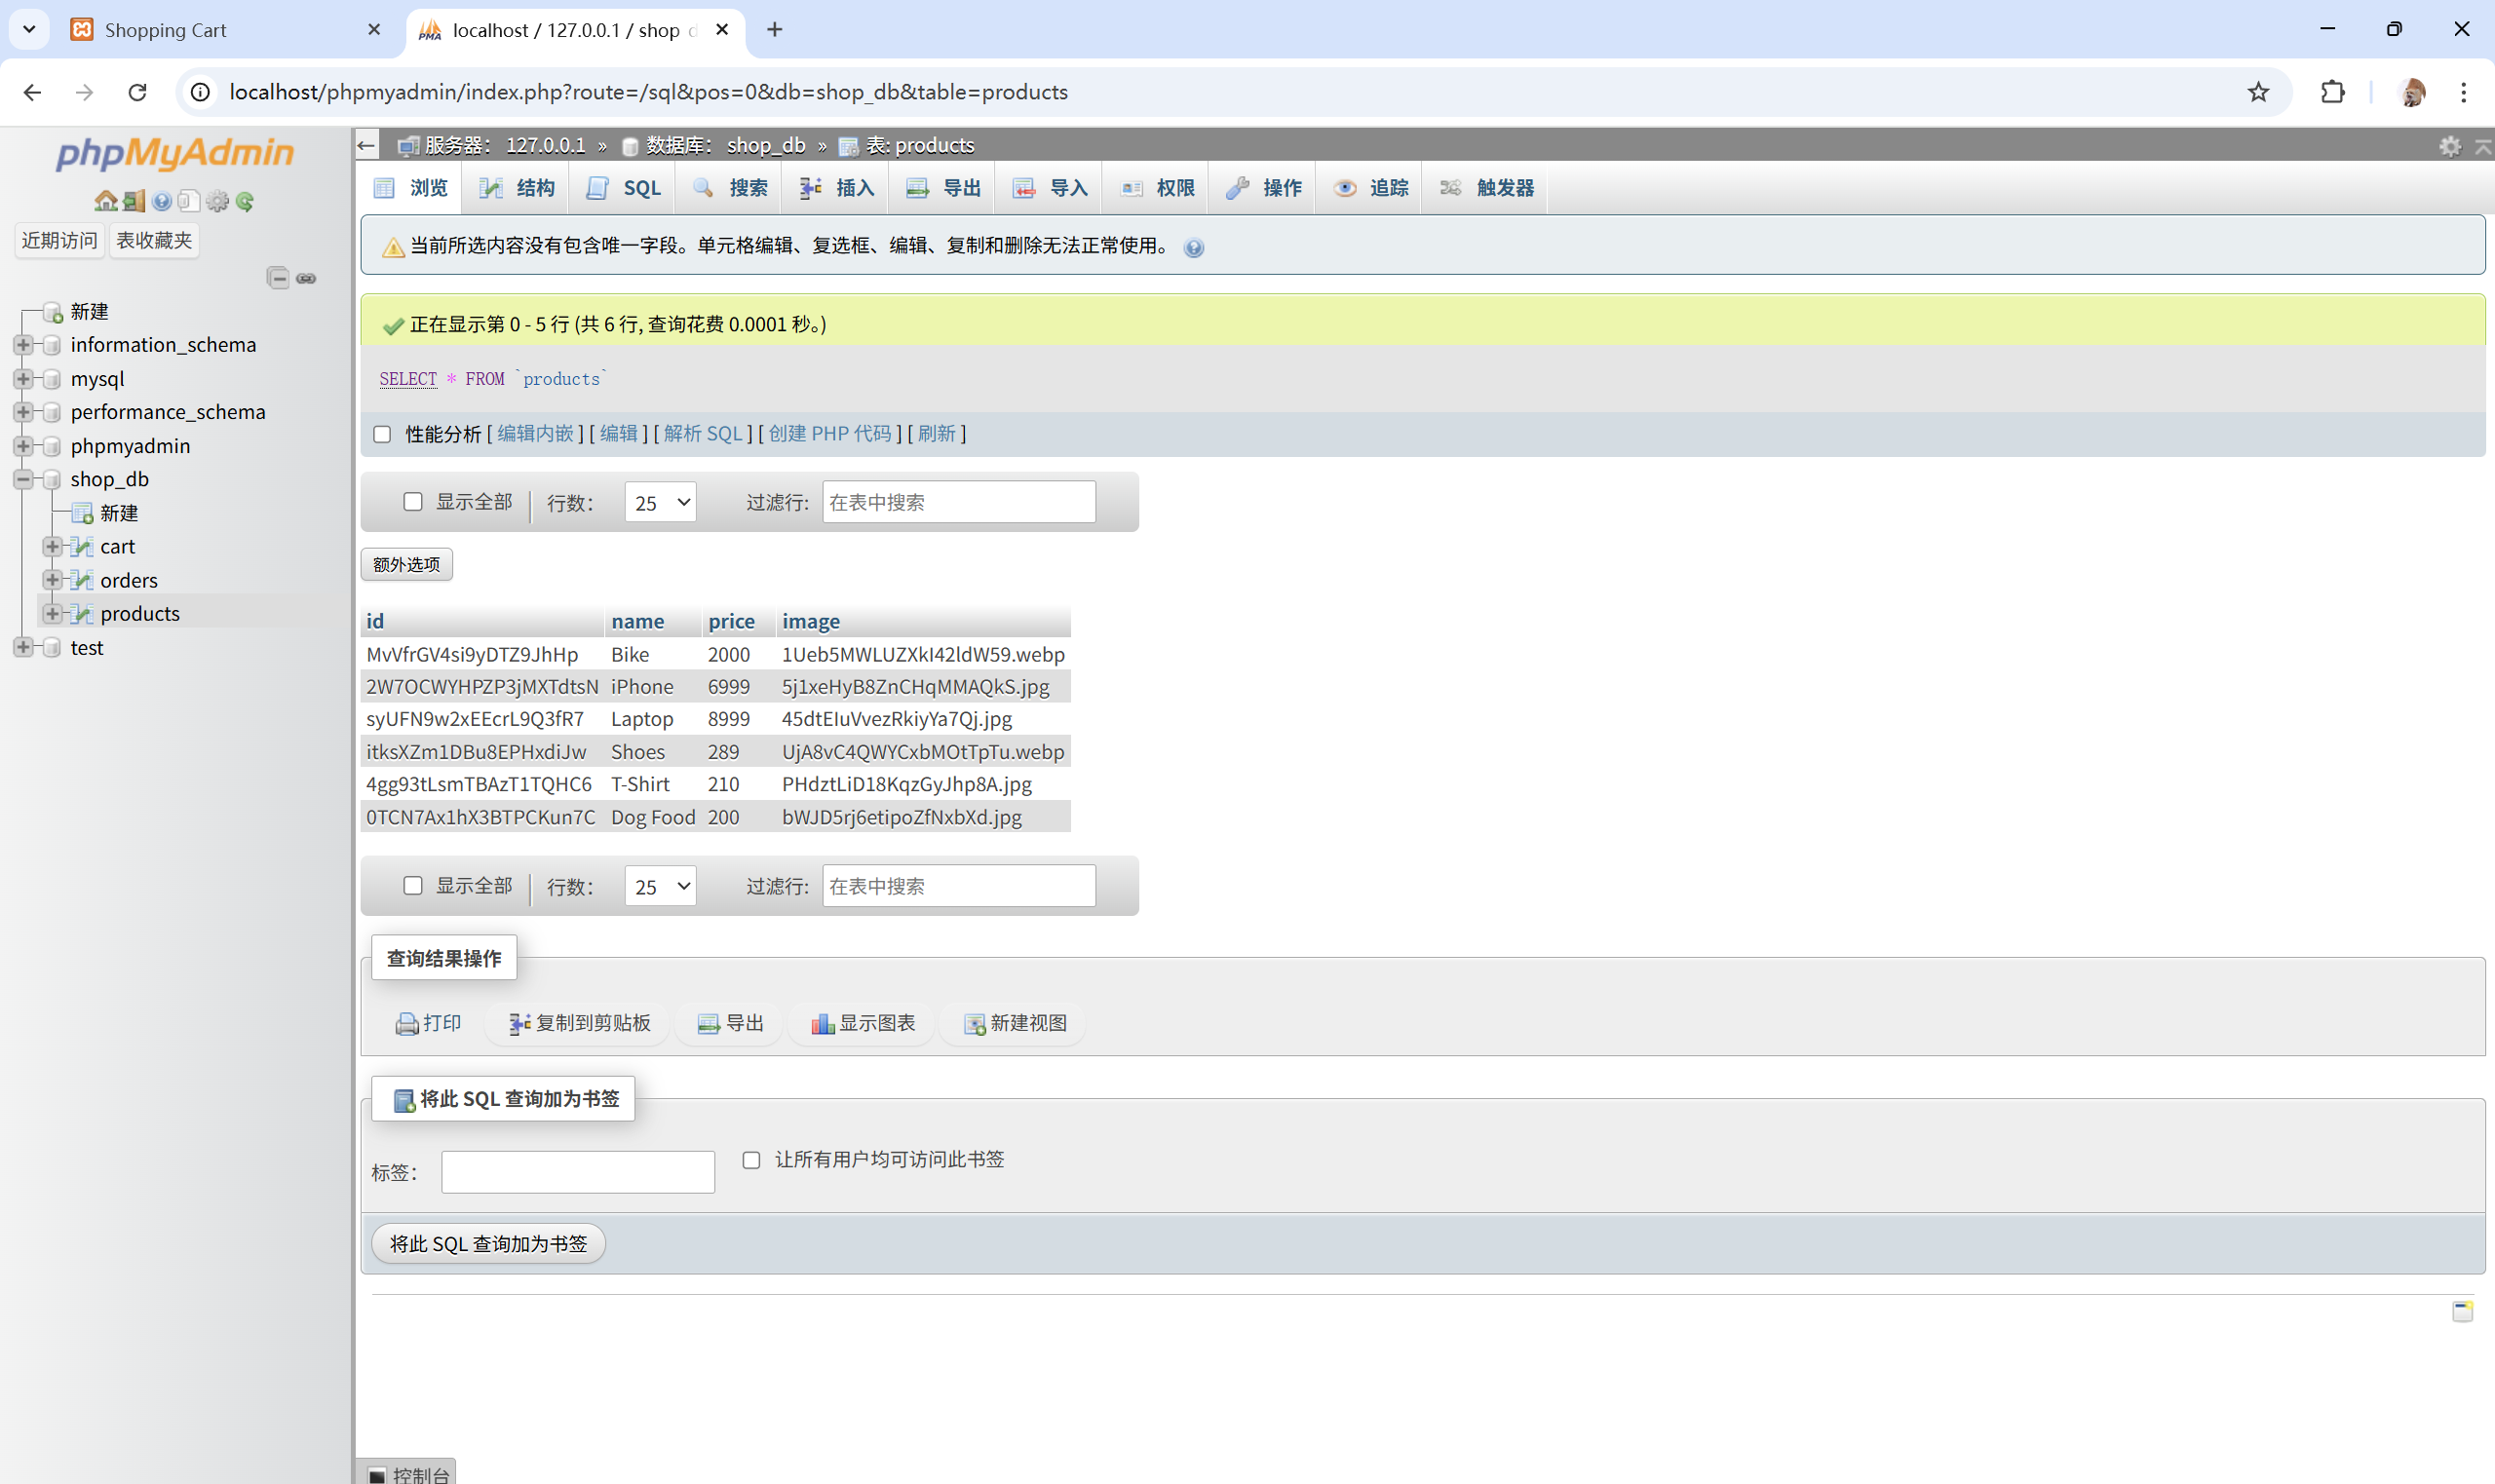 Shopping Cart
localhost / 127.0.0.1 / shop d
localhost/phpmyadmin/index.php?route=/sql&pos=0&db=shop_db&table=products
phpMyAdmin
近期访问 表收藏夹
新建
information_schema
mysql
performance_schema
phpmyadmin
shop_db
新建
cart
orders
products
test
服务器： 127.0.0.1 » 数据库： shop_db » 表: products
浏览 结构 SQL 搜索 插入 导出 导入 权限 操作 追踪 触发器
当前所选内容没有包含唯一字段。单元格编辑、复选框、编辑、复制和删除无法正常使用。
正在显示第 0 - 5 行 (共 6 行, 查询花费 0.0001 秒。)
SELECT * FROM `products`
性能分析 [ 编辑内嵌 ] [ 编辑 ] [ 解析 SQL ] [ 创建 PHP 代码 ] [ 刷新 ]
显示全部 行数： 25 过滤行: 在表中搜索
额外选项
id name price image
MvVfrGV4si9yDTZ9JhHp Bike 2000 1Ueb5MWLUZXkI42ldW59.webp
2W7OCWYHPZP3jMXTdtsN iPhone 6999 5j1xeHyB8ZnCHqMMAQkS.jpg
syUFN9w2xEEcrL9Q3fR7 Laptop 8999 45dtEIuVvezRkiyYa7Qj.jpg
itksXZm1DBu8EPHxdiJw Shoes 289 UjA8vC4QWYCxbMOtTpTu.webp
4gg93tLsmTBAzT1TQHC6 T-Shirt 210 PHdztLiD18KqzGyJhp8A.jpg
0TCN7Ax1hX3BTPCKun7C Dog Food 200 bWJD5rj6etipoZfNxbXd.jpg
显示全部 行数： 25 过滤行: 在表中搜索
查询结果操作
打印 复制到剪贴板 导出 显示图表 新建视图
将此 SQL 查询加为书签
标签： 让所有用户均可访问此书签
将此 SQL 查询加为书签
控制台